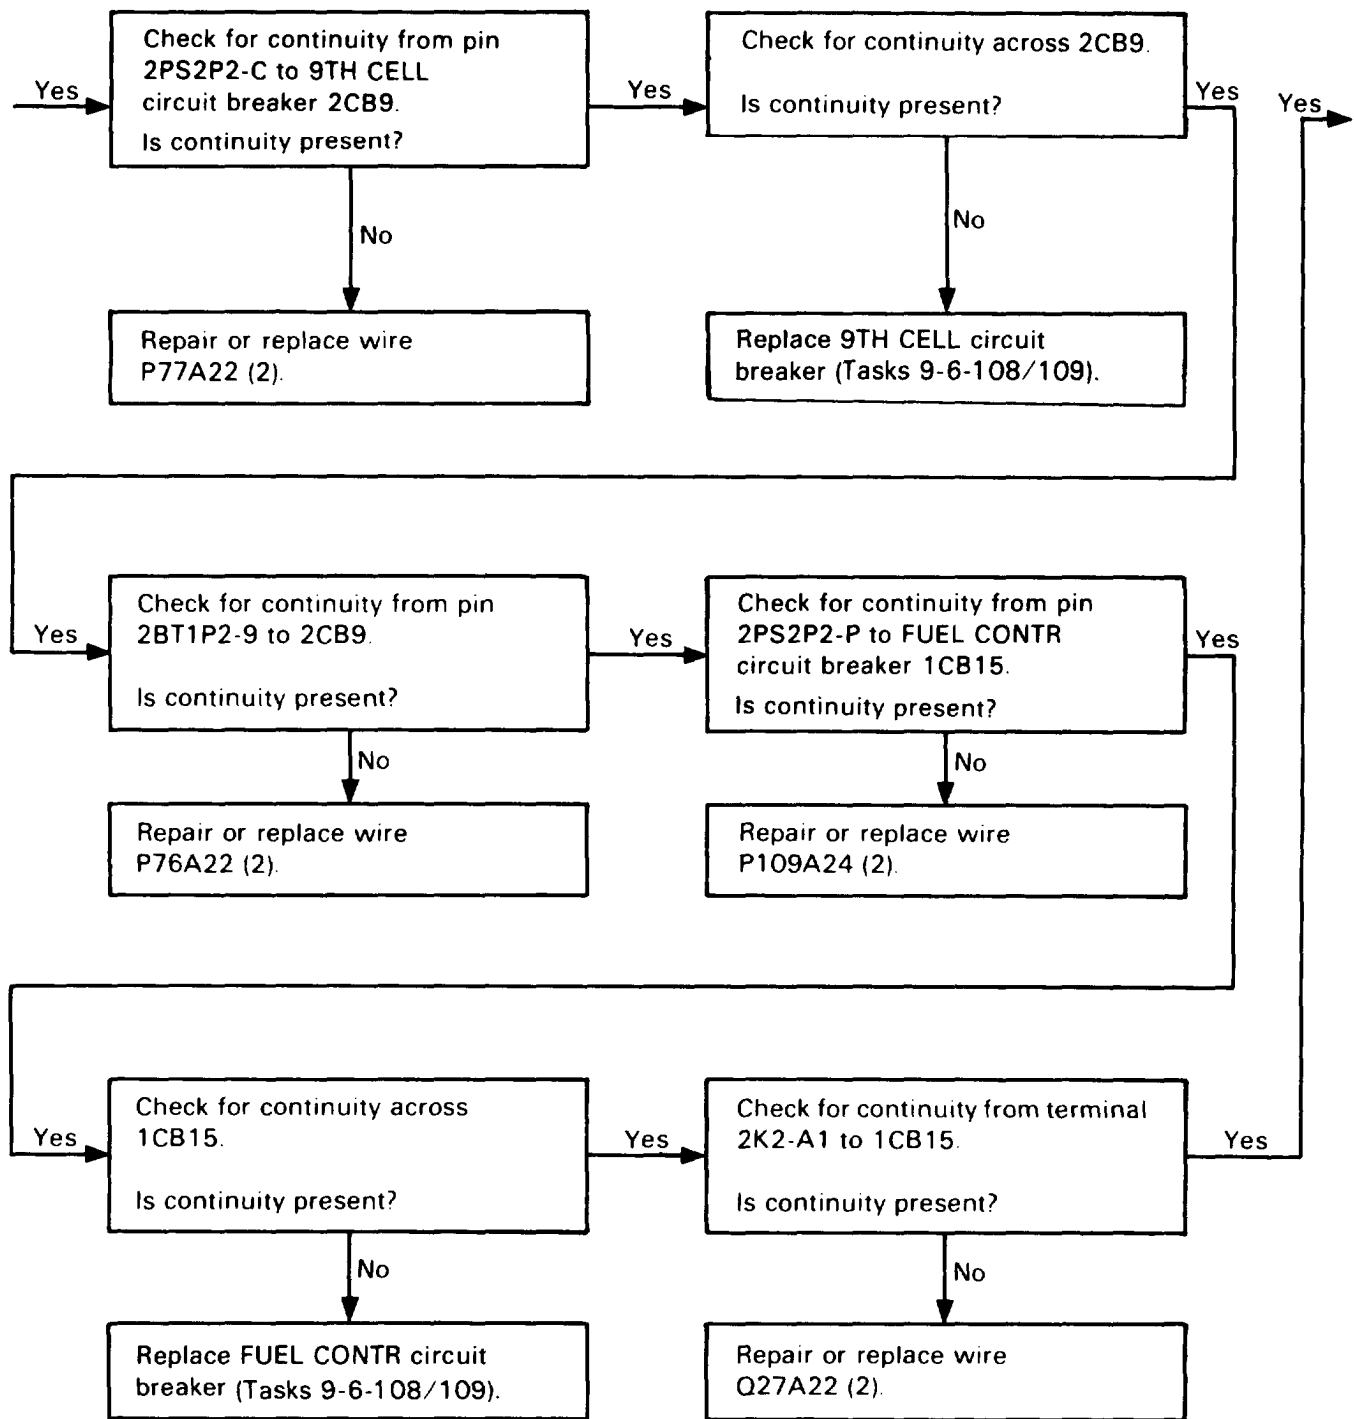 Yes
Check for continuity from pin
2PS2P2-C to 9TH CELL
circuit breaker 2CB9.
Is continuity present?
Yes
Check for continuity across 2CB9.
Is continuity present?
Yes
Yes
No
No
Repair or replace wire
P77A22 (2).
Replace 9TH CELL circuit
breaker (Tasks 9-6-108/109).
Yes
Check for continuity from pin
2BT1P2-9 to 2CB9.
Is continuity present?
Yes
Check for continuity from pin
2PS2P2-P to FUEL CONTR
circuit breaker 1CB15.
Is continuity present?
Yes
No
No
Repair or replace wire
P76A22 (2).
Repair or replace wire
P109A24 (2).
Yes
Check for continuity across
1CB15.
Is continuity present?
Yes
Check for continuity from terminal
2K2-A1 to 1CB15.
Is continuity present?
Yes
No
No
Replace FUEL CONTR circuit
breaker (Tasks 9-6-108/109).
Repair or replace wire
Q27A22 (2).